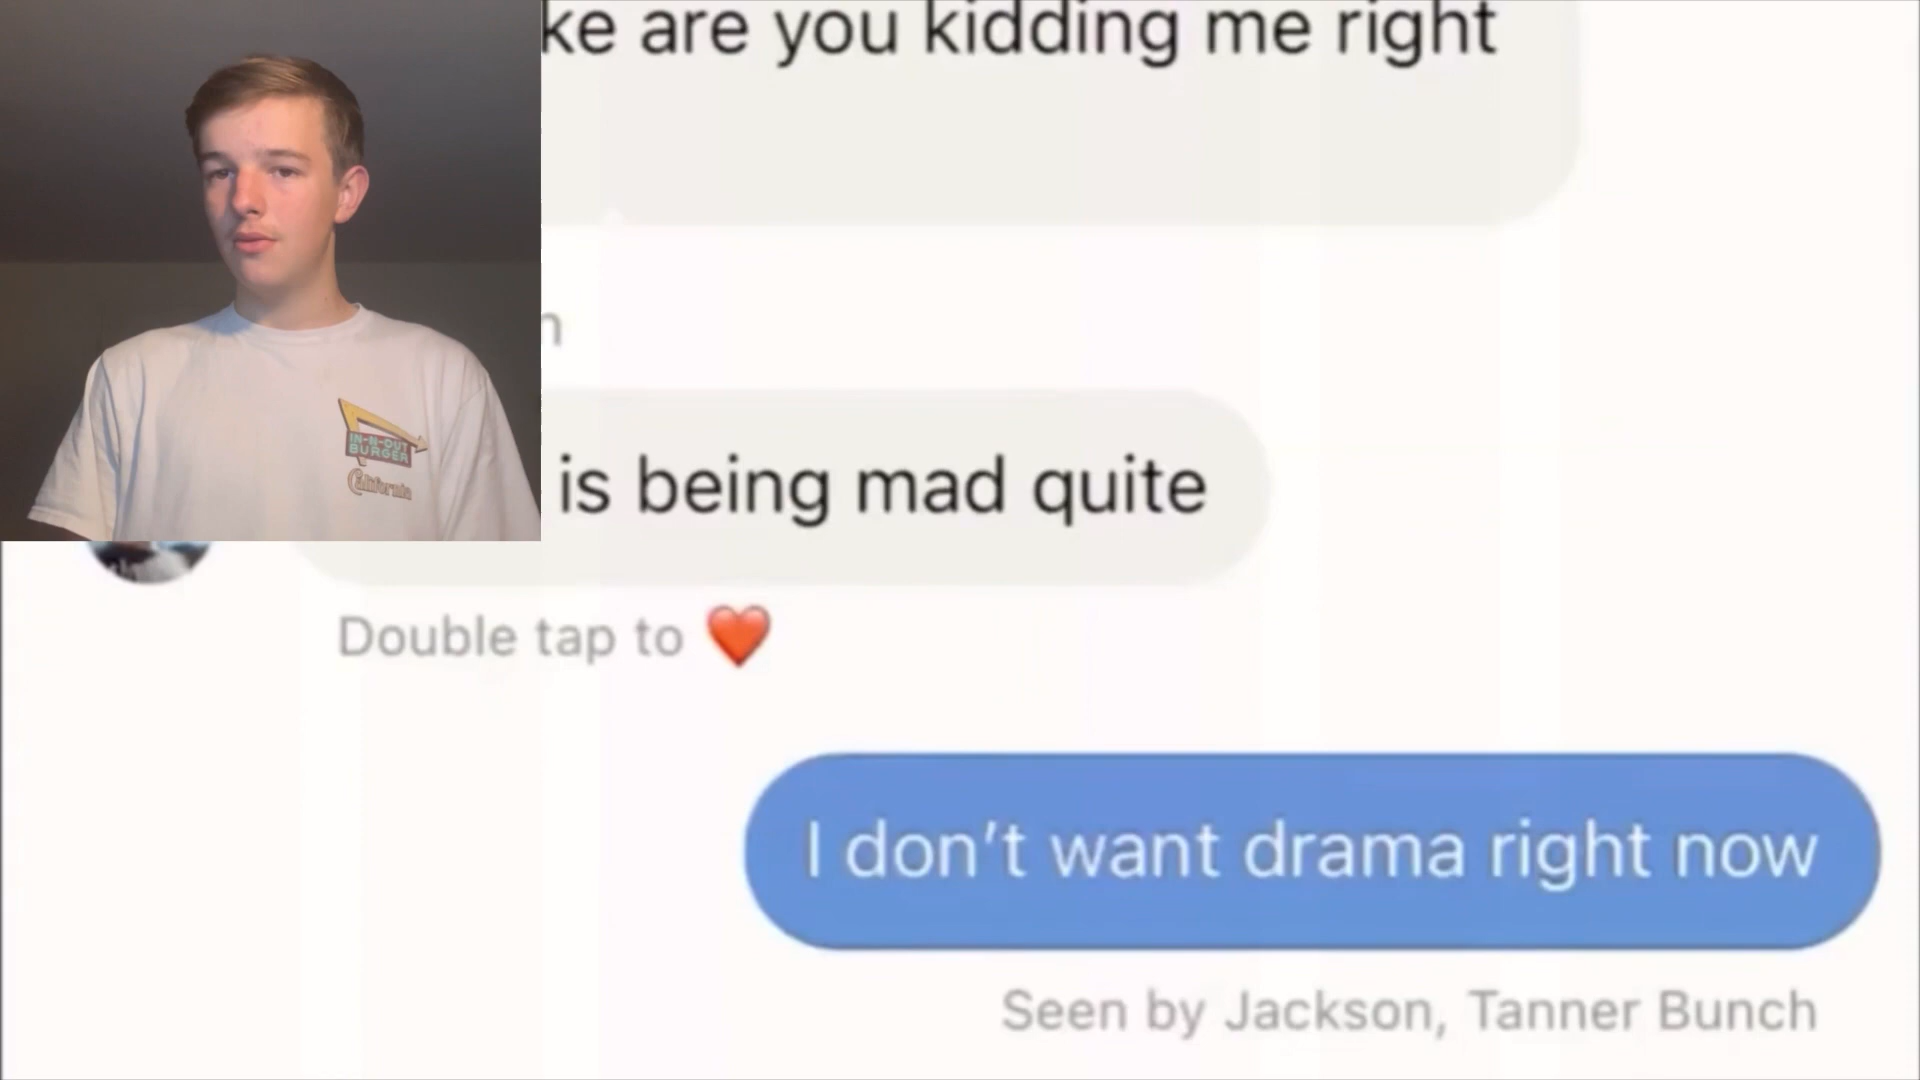 ke are you kidding me right
n
is being mad quite
Double tap to ❤️
I don't want drama right now
Seen by Jackson, Tanner Bunch
IN-N-OUT
BURGER
California